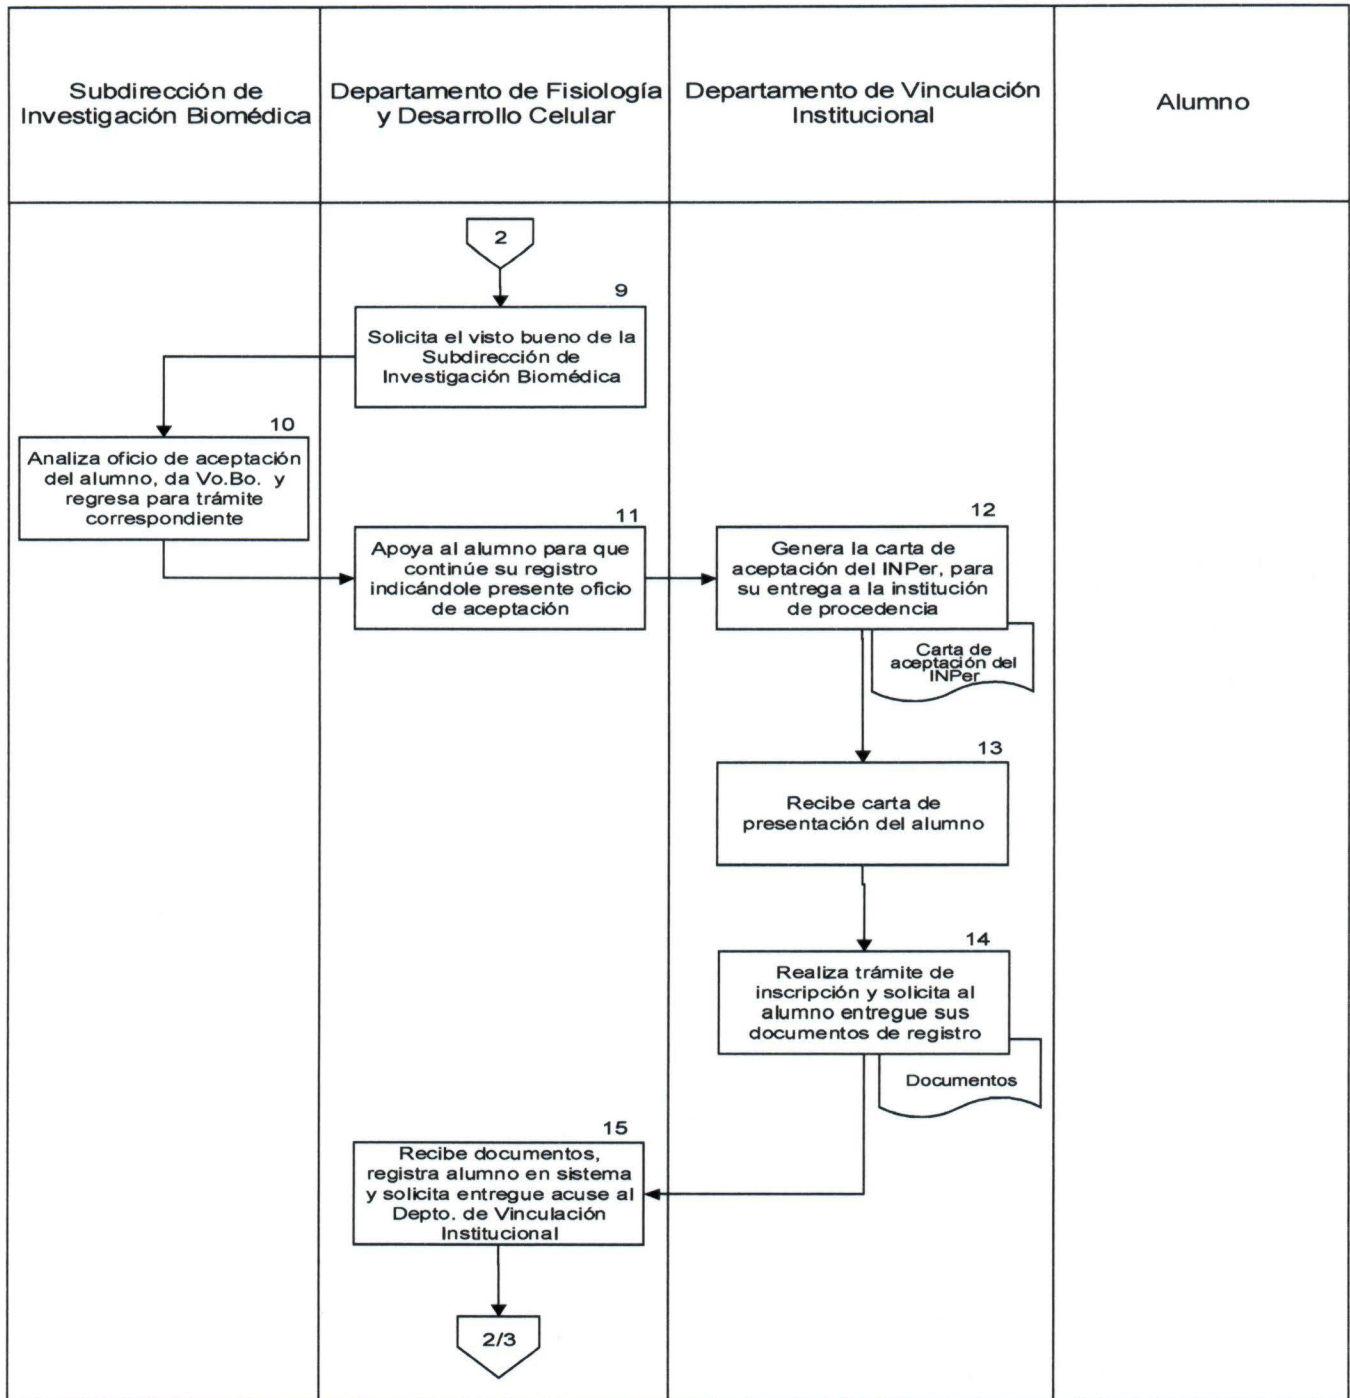 Subdirección de
Investigación Biomédica
Departamento de Fisiología
y Desarrollo Celular
Departamento de Vinculación
Institucional
Alumno
2
9
Solicita el visto bueno de la
Subdirección de
Investigación Biomédica
10
Analiza oficio de aceptación
del alumno, da Vo.Bo. y
regresa para trámite
correspondiente
11
Apoya al alumno para que
continúe su registro
indicándole presente oficio
de aceptación
12
Genera la carta de
aceptación del INPer, para
su entrega a la institución
de procedencia
Carta de
aceptación del
INPer
13
Recibe carta de
presentación del alumno
14
Realiza trámite de
inscripción y solicita al
alumno entregue sus
documentos de registro
Documentos
15
Recibe documentos,
registra alumno en sistema
y solicita entregue acuse al
Depto. de Vinculación
Institucional
2/3